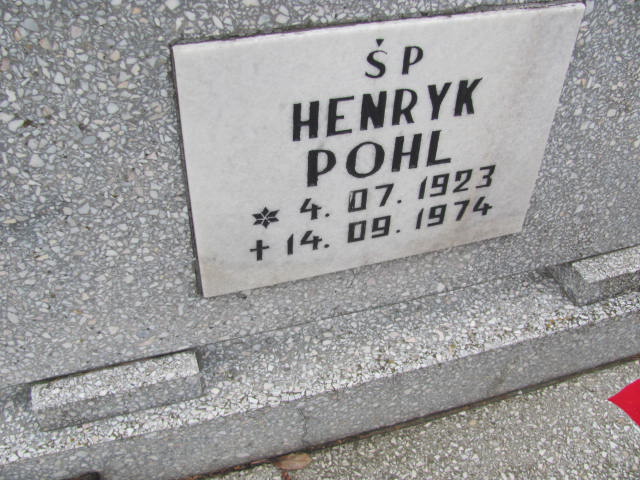 ŚP
HENRYK
POHL
* 4. 07. 1923
† 14. 09. 1974